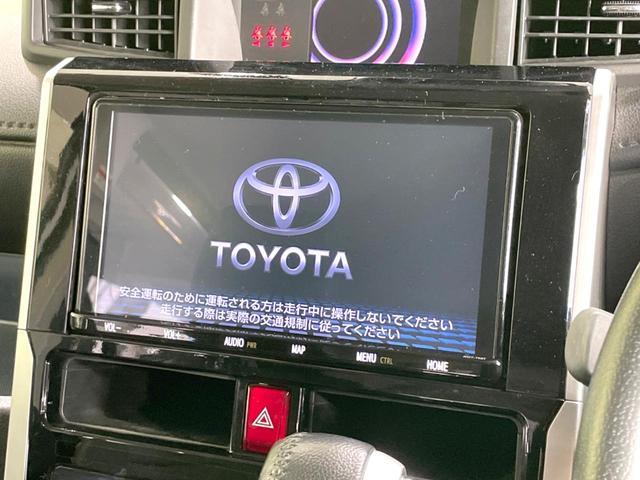 TOYOTA
安全運転のために運転される方は走行中に操作しないでください
走行する際は実際の交通規制に従ってください
VOL− VOL+ AUDIO PWR MAP MENU CTRL HOME